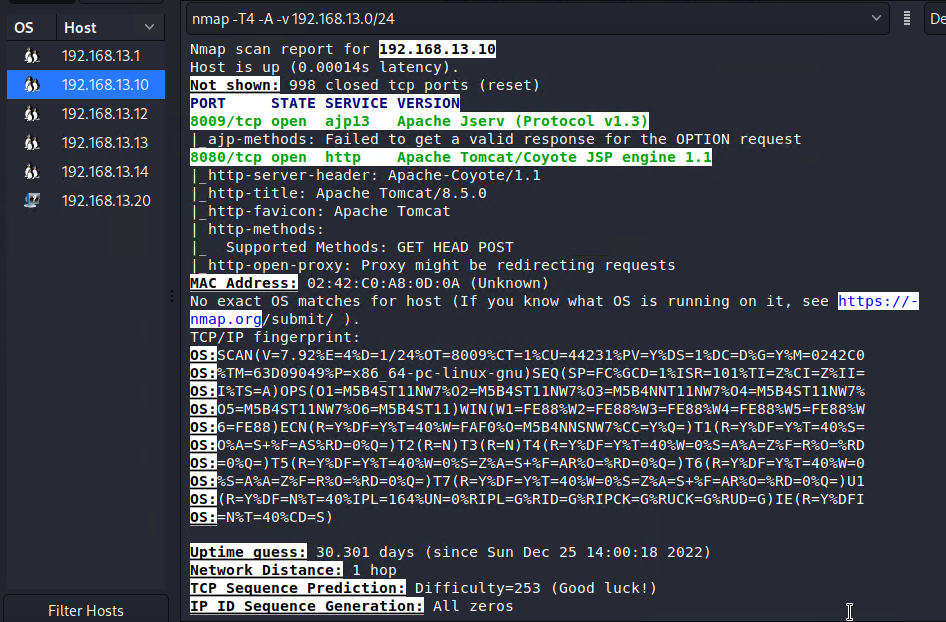 nmap -T4 -A -v 192.168.13.0/24
De
OS Host
192.168.13.1
192.168.13.10
192.168.13.12
192.168.13.13
192.168.13.14
192.168.13.20
Filter Hosts
Nmap scan report for 192.168.13.10
Host is up (0.00014s latency).
Not shown: 998 closed tcp ports (reset)
PORT     STATE SERVICE VERSION
8009/tcp open  ajp13   Apache Jserv (Protocol v1.3)
|_ajp-methods: Failed to get a valid response for the OPTION request
8080/tcp open  http    Apache Tomcat/Coyote JSP engine 1.1
|_http-server-header: Apache-Coyote/1.1
|_http-title: Apache Tomcat/8.5.0
|_http-favicon: Apache Tomcat
| http-methods:
|_  Supported Methods: GET HEAD POST
|_http-open-proxy: Proxy might be redirecting requests
MAC Address: 02:42:C0:A8:0D:0A (Unknown)
No exact OS matches for host (If you know what OS is running on it, see https://-
nmap.org/submit/ ).
TCP/IP fingerprint:
OS:SCAN(V=7.92%E=4%D=1/24%OT=8009%CT=1%CU=44231%PV=Y%DS=1%DC=D%G=Y%M=0242C0
OS:%TM=63D09049%P=x86_64-pc-linux-gnu)SEQ(SP=FC%GCD=1%ISR=101%TI=Z%CI=Z%II=
OS:I%TS=A)OPS(O1=M5B4ST11NW7%O2=M5B4ST11NW7%O3=M5B4NNT11NW7%O4=M5B4ST11NW7%
OS:O5=M5B4ST11NW7%O6=M5B4ST11)WIN(W1=FE88%W2=FE88%W3=FE88%W4=FE88%W5=FE88%W
OS:6=FE88)ECN(R=Y%DF=Y%T=40%W=FAF0%O=M5B4NNSNW7%CC=Y%Q=)T1(R=Y%DF=Y%T=40%S=
OS:O%A=S+%F=AS%RD=0%Q=)T2(R=N)T3(R=N)T4(R=Y%DF=Y%T=40%W=0%S=A%A=Z%F=R%O=%RD
OS:=0%Q=)T5(R=Y%DF=Y%T=40%W=0%S=Z%A=S+%F=AR%O=%RD=0%Q=)T6(R=Y%DF=Y%T=40%W=0
OS:%S=A%A=Z%F=R%O=%RD=0%Q=)T7(R=Y%DF=Y%T=40%W=0%S=Z%A=S+%F=AR%O=%RD=0%Q=)U1
OS:(R=Y%DF=N%T=40%IPL=164%UN=0%RIPL=G%RID=G%RIPCK=G%RUCK=G%RUD=G)IE(R=Y%DFI
OS:=N%T=40%CD=S)
Uptime guess: 30.301 days (since Sun Dec 25 14:00:18 2022)
Network Distance: 1 hop
TCP Sequence Prediction: Difficulty=253 (Good luck!)
IP ID Sequence Generation: All zeros